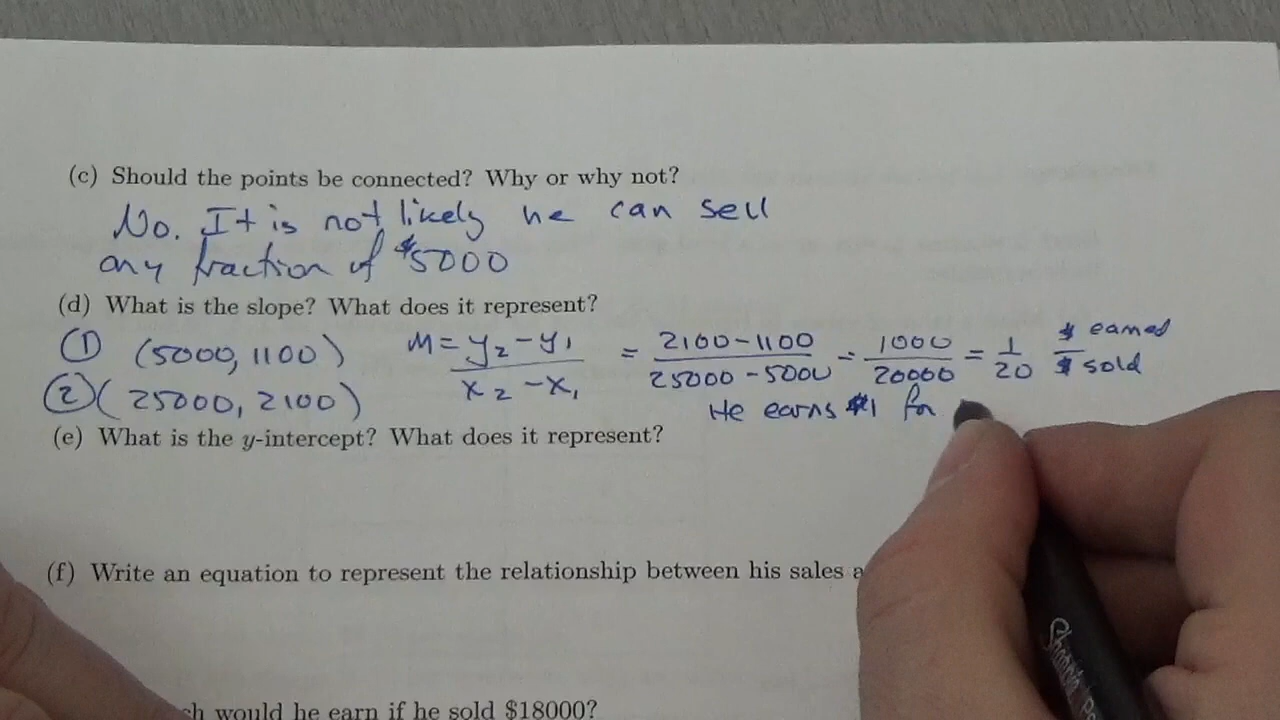 (c) Should the points be connected? Why or why not?
No. It is not likely he can sell
any fraction of $5000
(d) What is the slope? What does it represent?
① (5000, 1100) m = y₂ - y₁ / x₂ - x₁ = 2100 - 1100 / 25000 - 5000 = 1000 / 20000 = 1/20 $ earned / $ sold
② (25000, 2100)
He earns $1 for
(e) What is the y-intercept? What does it represent?
(f) Write an equation to represent the relationship between his sales a
would he earn if he sold $18000?
Sharpie